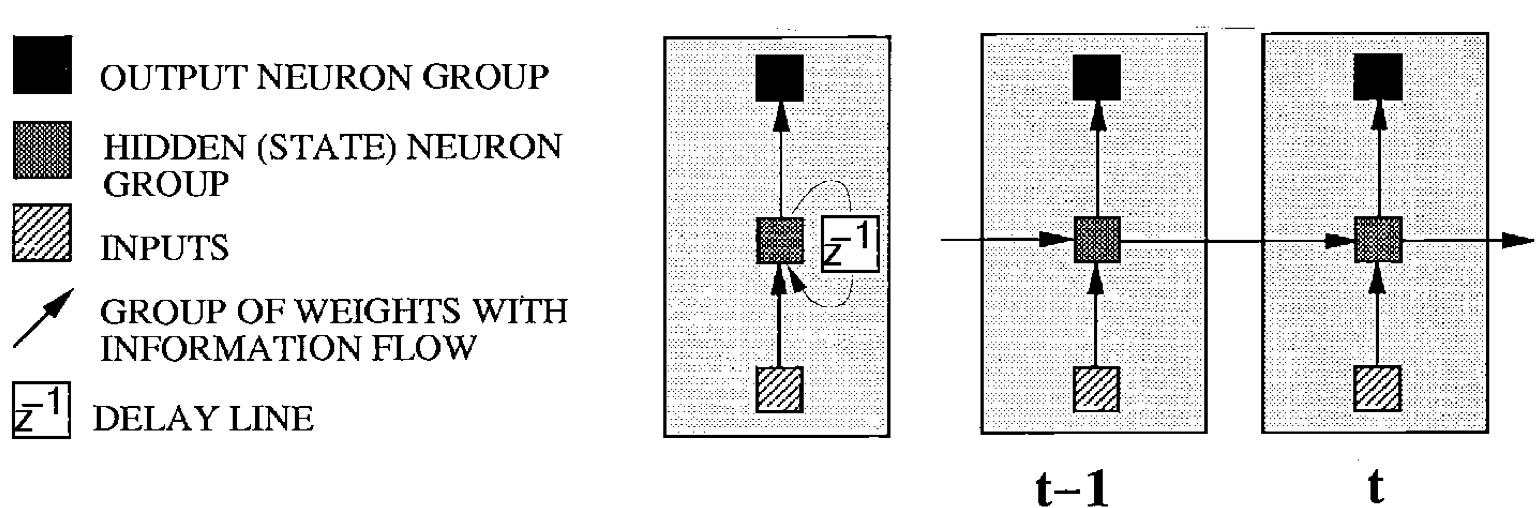 OUTPUT NEURON GROUP
HIDDEN (STATE) NEURON
GROUP
INPUTS
GROUP OF WEIGHTS WITH
INFORMATION FLOW
z⁻¹ DELAY LINE
z⁻¹
t−1
t